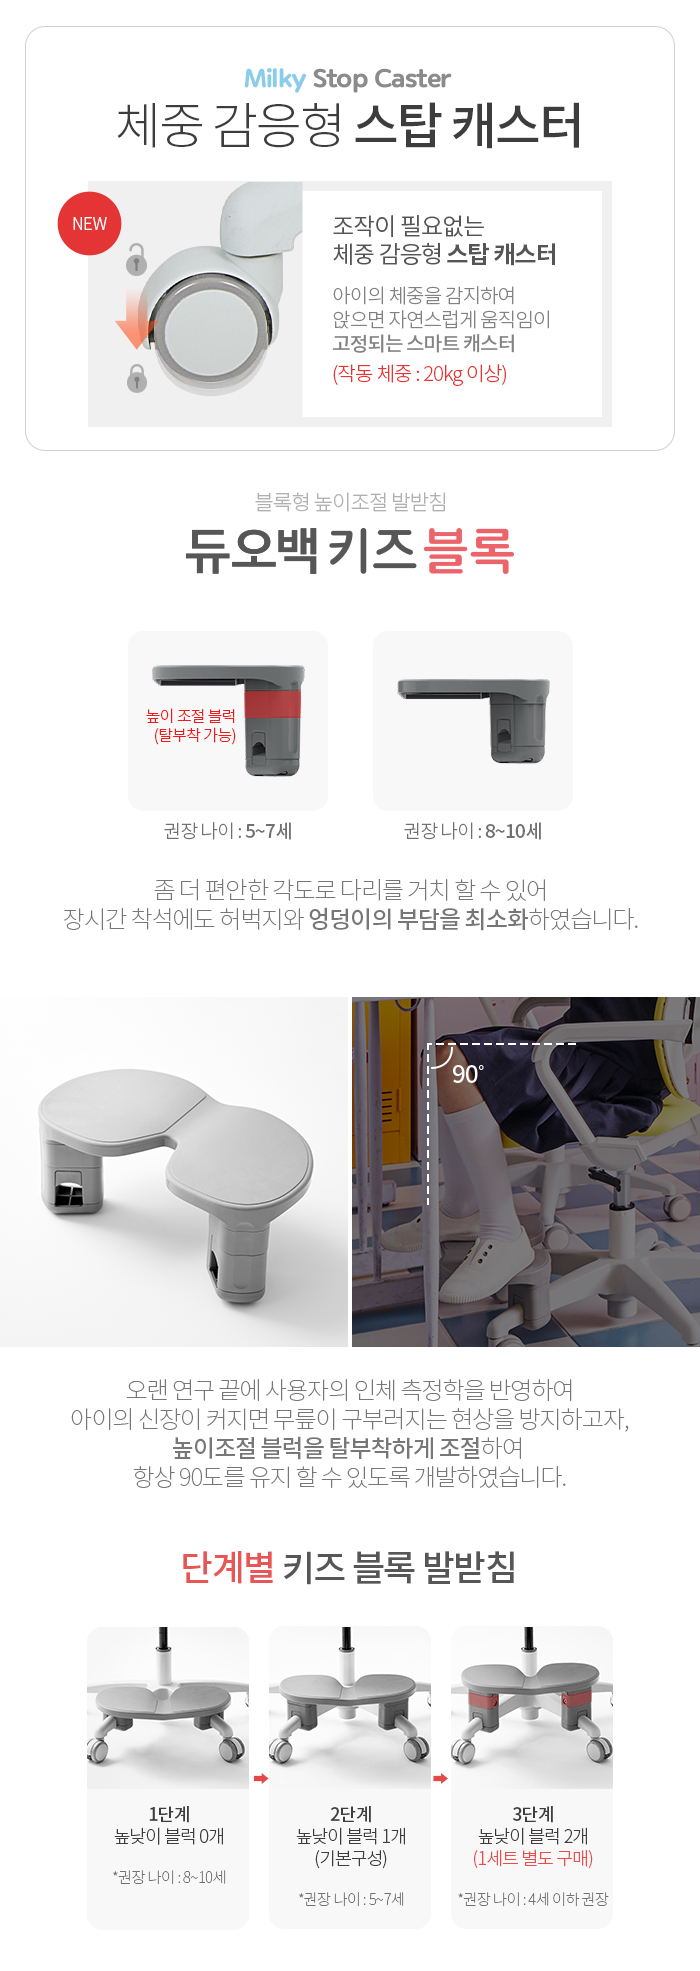 Milky Stop Caster
체중 감응형 스탑 캐스터
NEW
조작이 필요없는
체중 감응형 스탑 캐스터
아이의 체중을 감지하여
앉으면 자연스럽게 움직임이
고정되는 스마트 캐스터
(작동 체중 : 20kg 이상)
블록형 높이조절 발받침
듀오백 키즈 블록
높이 조절 블럭
(탈부착 가능)
권장 나이 : 5~7세
권장 나이 : 8~10세
좀 더 편안한 각도로 다리를 거치 할 수 있어
장시간 착석에도 허벅지와 엉덩이의 부담을 최소화하였습니다.
90°
오랜 연구 끝에 사용자의 인체 측정학을 반영하여
아이의 신장이 커지면 무릎이 구부러지는 현상을 방지하고자,
높이조절 블럭을 탈부착하게 조절하여
항상 90도를 유지 할 수 있도록 개발하였습니다.
단계별 키즈 블록 발받침
1단계
높낮이 블럭 0개
*권장 나이 : 8~10세
2단계
높낮이 블럭 1개
(기본구성)
*권장 나이 : 5~7세
3단계
높낮이 블럭 2개
(1세트 별도 구매)
*권장 나이 : 4세 이하 권장